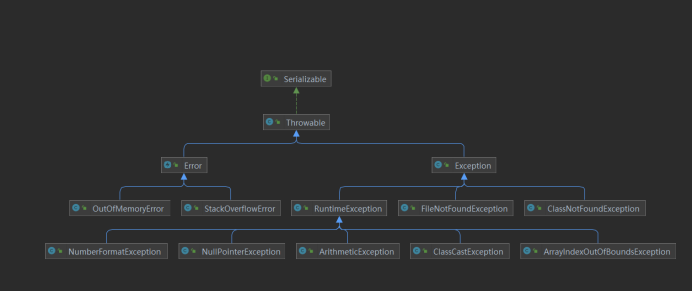 Serializable
Throwable
Error
Exception
OutOfMemoryError
StackOverflowError
RuntimeException
FileNotFoundException
ClassNotFoundException
NumberFormatException
NullPointerException
ArithmeticException
ClassCastException
ArrayIndexOutOfBoundsException